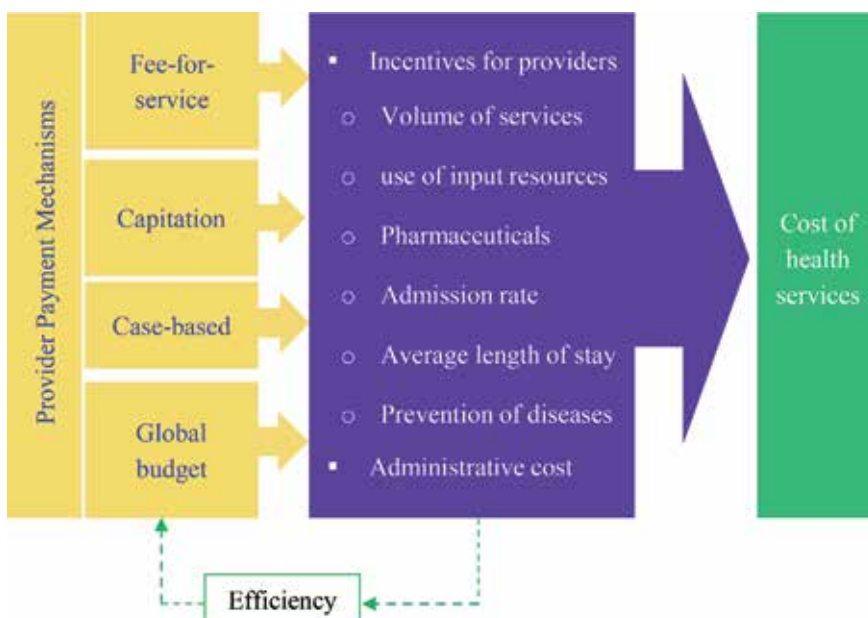 Provider Payment Mechanisms
Fee-for-
service
Capitation
Case-based
Global
budget
▪ Incentives for providers
○ Volume of services
○ use of input resources
○ Pharmaceuticals
○ Admission rate
○ Average length of stay
○ Prevention of diseases
▪ Administrative cost
Cost of
health
services
Efficiency